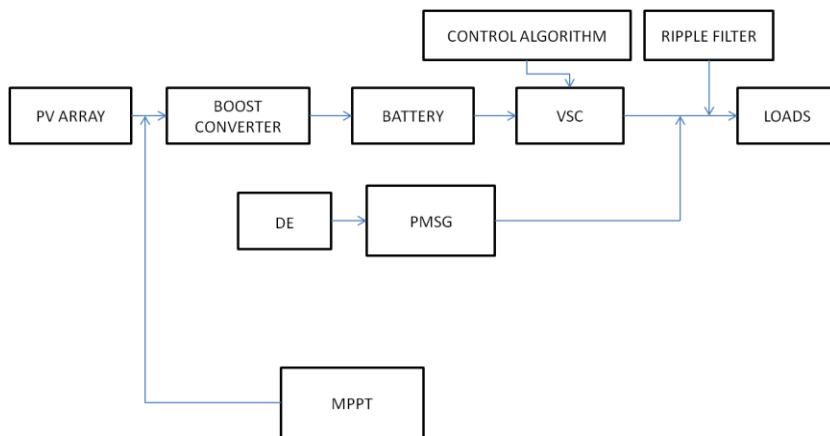 CONTROL ALGORITHM
RIPPLE FILTER
PV ARRAY
BOOST
CONVERTER
BATTERY
VSC
LOADS
DE
PMSG
MPPT